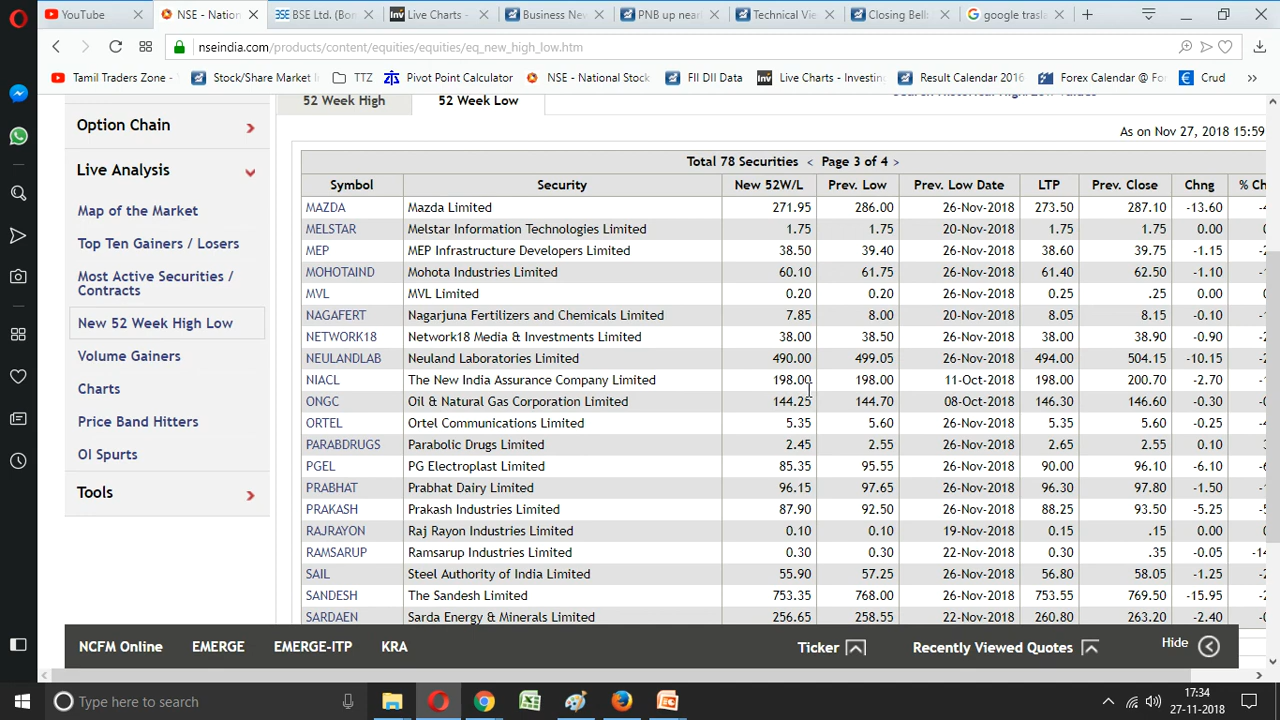 YouTube
NSE - Nation
BSE Ltd. (Bon
Live Charts -
Business New
PNB up near
Technical Vie
Closing Bell:
google trasla
nseindia.com/products/content/equities/equities/eq_new_high_low.htm
Tamil Traders Zone -
Stock/Share Market
TTZ
Pivot Point Calculator
NSE - National Stock
FII DII Data
Live Charts - Investing
Result Calendar 2016
Forex Calendar @ Fo
Crud
52 Week High
52 Week Low
As on Nov 27, 2018 15:59
Option Chain
Live Analysis
Map of the Market
Top Ten Gainers / Losers
Most Active Securities /
Contracts
New 52 Week High Low
Volume Gainers
Charts
Price Band Hitters
OI Spurts
Tools
Total 78 Securities < Page 3 of 4 >
Symbol Security New 52W/L Prev. Low Prev. Low Date LTP Prev. Close Chng % Ch
MAZDA Mazda Limited 271.95 286.00 26-Nov-2018 273.50 287.10 -13.60 -4
MELSTAR Melstar Information Technologies Limited 1.75 1.75 20-Nov-2018 1.75 1.75 0.00
MEP MEP Infrastructure Developers Limited 38.50 39.40 26-Nov-2018 38.60 39.75 -1.15 -2
MOHOTAIND Mohota Industries Limited 60.10 61.75 26-Nov-2018 61.40 62.50 -1.10 -
MVL MVL Limited 0.20 0.20 26-Nov-2018 0.25 .25 0.00
NAGAFERT Nagarjuna Fertilizers and Chemicals Limited 7.85 8.00 20-Nov-2018 8.05 8.15 -0.10 -
NETWORK18 Network18 Media & Investments Limited 38.00 38.50 26-Nov-2018 38.00 38.90 -0.90 -2
NEULANDLAB Neuland Laboratories Limited 490.00 499.05 26-Nov-2018 494.00 504.15 -10.15 -2
NIACL The New India Assurance Company Limited 198.00 198.00 11-Oct-2018 198.00 200.70 -2.70 -
ONGC Oil & Natural Gas Corporation Limited 144.25 144.70 08-Oct-2018 146.30 146.60 -0.30 -0
ORTEL Ortel Communications Limited 5.35 5.60 26-Nov-2018 5.35 5.60 -0.25 -4
PARABDRUGS Parabolic Drugs Limited 2.45 2.55 26-Nov-2018 2.65 2.55 0.10 3
PGEL PG Electroplast Limited 85.35 95.55 26-Nov-2018 90.00 96.10 -6.10 -6
PRABHAT Prabhat Dairy Limited 96.15 97.65 26-Nov-2018 96.30 97.80 -1.50 -
PRAKASH Prakash Industries Limited 87.90 92.50 26-Nov-2018 88.25 93.50 -5.25 -5
RAJRAYON Raj Rayon Industries Limited 0.10 0.10 19-Nov-2018 0.15 .15 0.00
RAMSARUP Ramsarup Industries Limited 0.30 0.30 22-Nov-2018 0.30 .35 -0.05 -14
SAIL Steel Authority of India Limited 55.90 57.25 26-Nov-2018 56.80 58.05 -1.25 -2
SANDESH The Sandesh Limited 753.35 768.00 26-Nov-2018 753.55 769.50 -15.95 -2
SARDAEN Sarda Energy & Minerals Limited 256.65 258.55 22-Nov-2018 260.80 263.20 -2.40 -0
NCFM Online EMERGE EMERGE-ITP KRA Ticker Recently Viewed Quotes Hide
Type here to search
17:34
27-11-2018